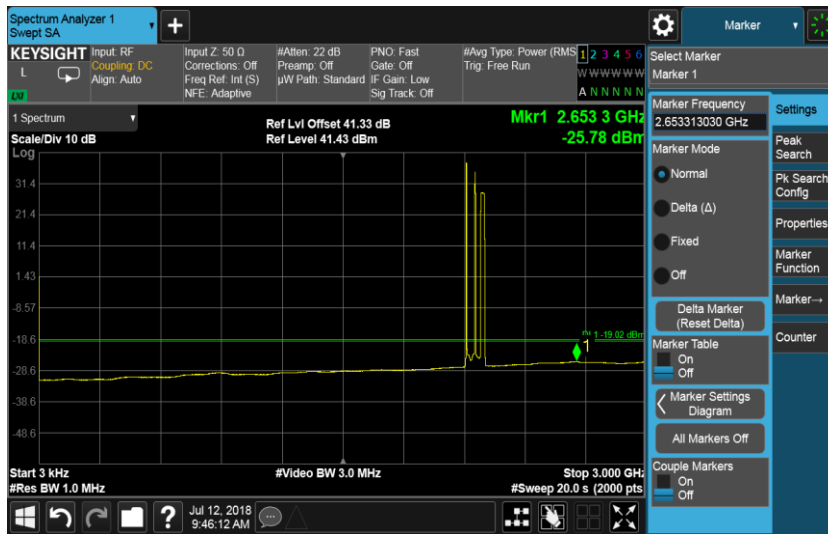 Spectrum Analyzer 1
Swept SA
Marker
KEYSIGHT
L
LXI
Input: RF
Coupling: DC
Align: Auto
Input Z: 50 Ω
Corrections: Off
Freq Ref: Int (S)
NFE: Adaptive
#Atten: 22 dB
Preamp: Off
µW Path: Standard
PNO: Fast
Gate: Off
IF Gain: Low
Sig Track: Off
#Avg Type: Power (RMS
Trig: Free Run
1 2 3 4 5 6
W W W W W W
A N N N N N
Select Marker
Marker 1
1 Spectrum
Scale/Div 10 dB
Log
Ref Lvl Offset 41.33 dB
Ref Level 41.43 dBm
Mkr1 2.653 3 GHz
-25.78 dBm
31.4
21.4
11.4
1.43
-8.57
-18.6
-28.6
-38.6
-48.6
DL1 -19.02 dBm
1
Start 3 kHz
#Res BW 1.0 MHz
#Video BW 3.0 MHz
Stop 3.000 GHz
#Sweep 20.0 s (2000 pts
Marker Frequency
2.653313030 GHz
Marker Mode
Normal
Delta (Δ)
Fixed
Off
Delta Marker
(Reset Delta)
Marker Table
On
Off
Marker Settings
Diagram
All Markers Off
Couple Markers
On
Off
Settings
Peak
Search
Pk Search
Config
Properties
Marker
Function
Marker→
Counter
?
Jul 12, 2018
9:46:12 AM